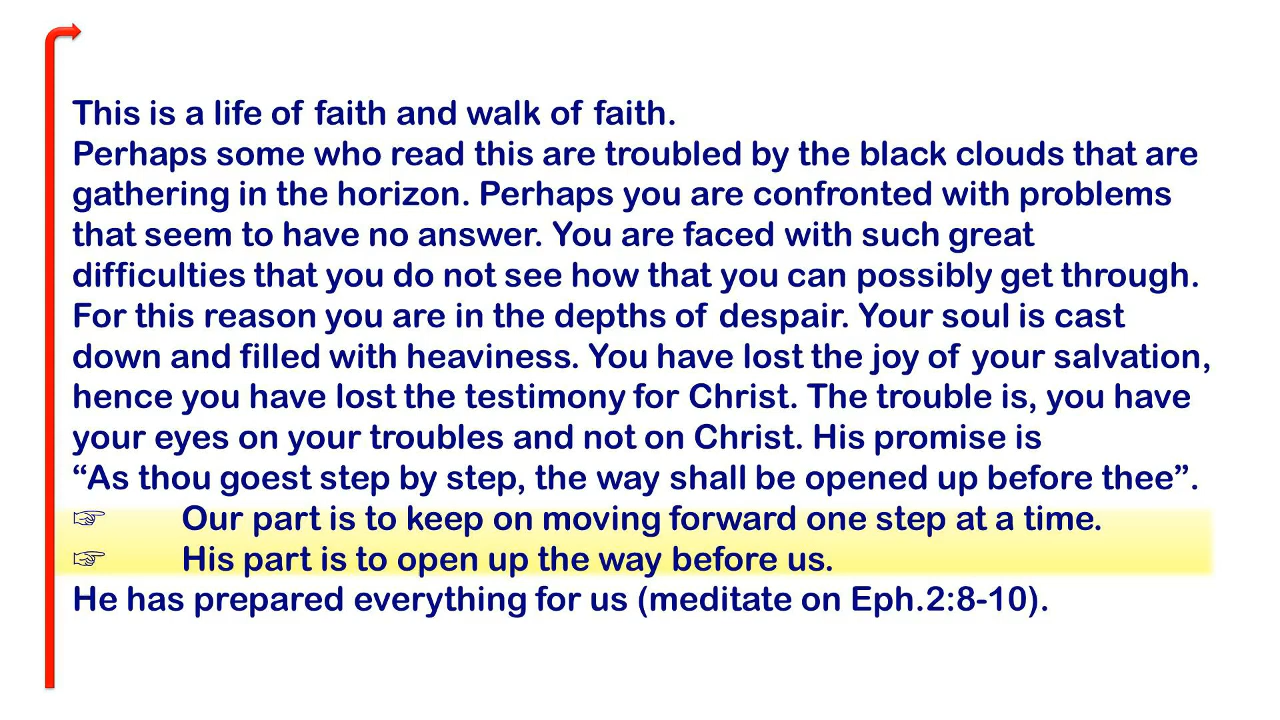 This is a life of faith and walk of faith.
Perhaps some who read this are troubled by the black clouds that are
gathering in the horizon. Perhaps you are confronted with problems
that seem to have no answer. You are faced with such great
difficulties that you do not see how that you can possibly get through.
For this reason you are in the depths of despair. Your soul is cast
down and filled with heaviness. You have lost the joy of your salvation,
hence you have lost the testimony for Christ. The trouble is, you have
your eyes on your troubles and not on Christ. His promise is
“As thou goest step by step, the way shall be opened up before thee”.
☞ Our part is to keep on moving forward one step at a time.
☞ His part is to open up the way before us.
He has prepared everything for us (meditate on Eph.2:8-10).